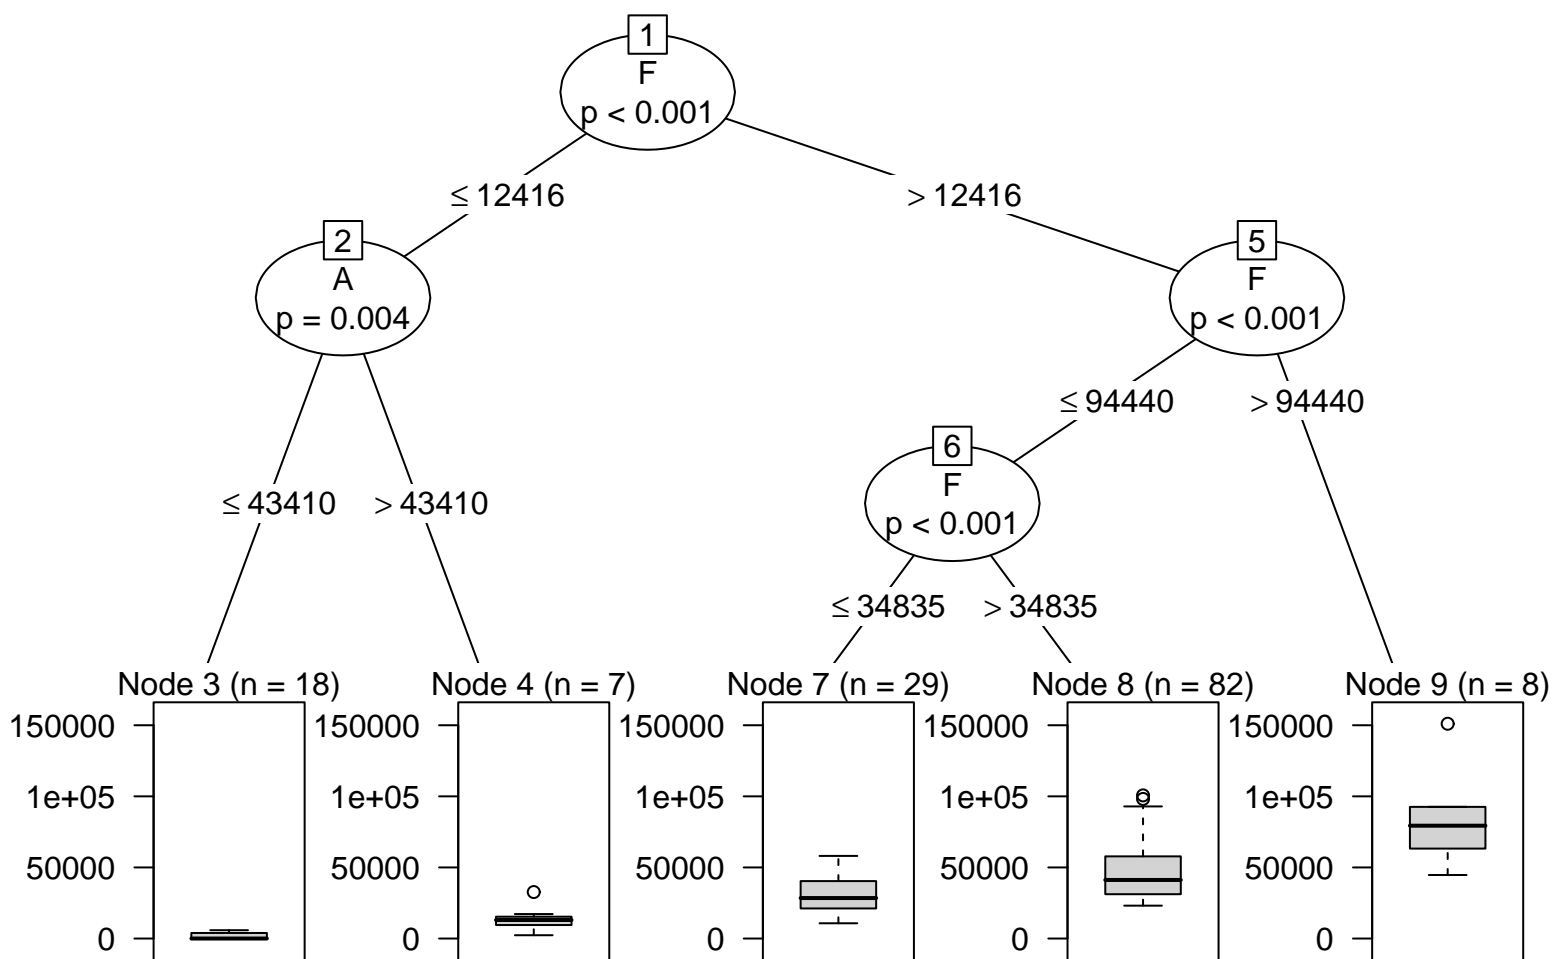 1
F
p < 0.001
≤ 12416
> 12416
2
A
p = 0.004
5
F
p < 0.001
≤ 43410
> 43410
≤ 94440
> 94440
6
F
p < 0.001
≤ 34835
> 34835
Node 3 (n = 18)
150000
1e+05
50000
0
Node 4 (n = 7)
150000
1e+05
50000
0
Node 7 (n = 29)
150000
1e+05
50000
0
Node 8 (n = 82)
150000
1e+05
50000
0
Node 9 (n = 8)
150000
1e+05
50000
0